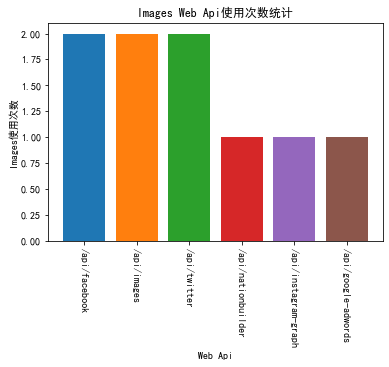 Images Web Api使用次数统计
Images使用次数
2.00
1.75
1.50
1.25
1.00
0.75
0.50
0.25
0.00
/api/facebook
/api/images
/api/twitter
/api/nationbuilder
/api/instagram-graph
/api/google-adwords
Web Api